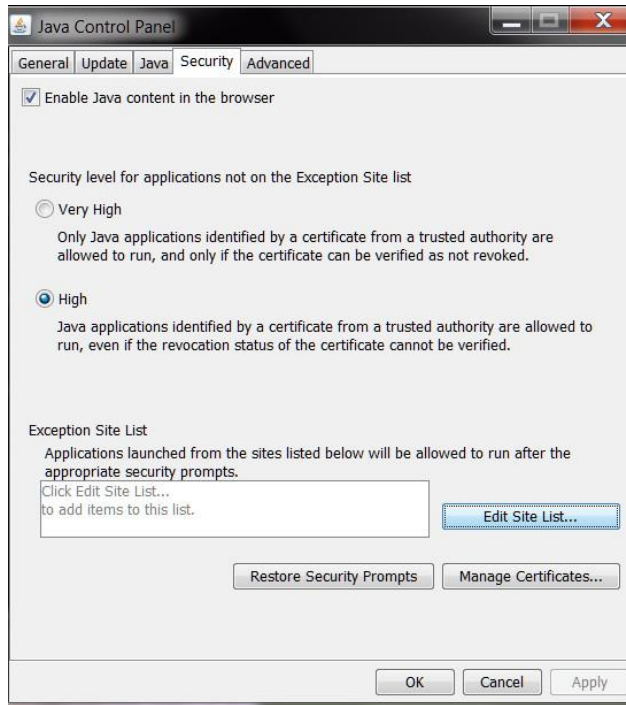 Java Control Panel
General Update Java Security Advanced
Enable Java content in the browser
Security level for applications not on the Exception Site list
Very High
Only Java applications identified by a certificate from a trusted authority are
allowed to run, and only if the certificate can be verified as not revoked.
High
Java applications identified by a certificate from a trusted authority are allowed to
run, even if the revocation status of the certificate cannot be verified.
Exception Site List
Applications launched from the sites listed below will be allowed to run after the
appropriate security prompts.
Click Edit Site List...
to add items to this list.
Edit Site List...
Restore Security Prompts Manage Certificates...
OK Cancel Apply